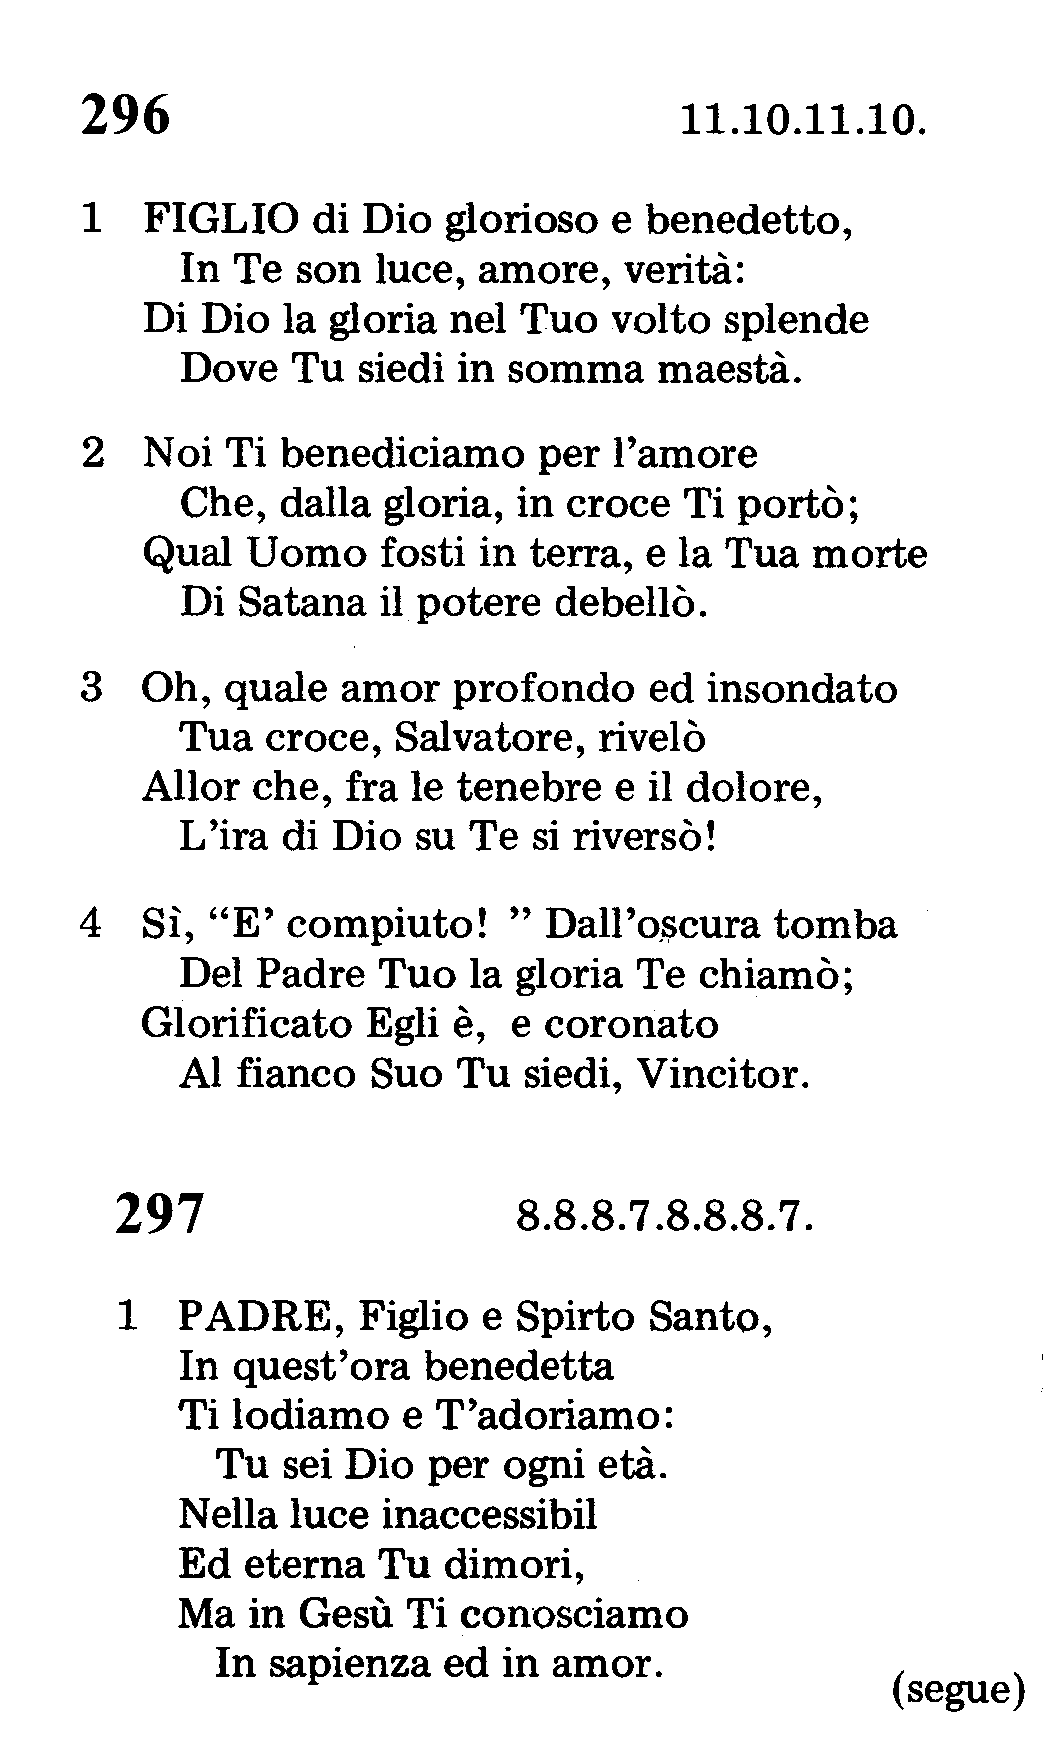 296 11.10.11.10.
1 FIGLIO di Dio glorioso e benedetto,
In Te son luce, amore, verità:
Di Dio la gloria nel Tuo volto splende
Dove Tu siedi in somma maestà.
2 Noi Ti benediciamo per l’amore
Che, dalla gloria, in croce Ti portò;
Qual Uomo fosti in terra, e la Tua morte
Di Satana il potere debellò.
3 Oh, quale amor profondo ed insondato
Tua croce, Salvatore, rivelò
Allor che, fra le tenebre e il dolore,
L’ira di Dio su Te si riversò!
4 Sì, “E’ compiuto! ” Dall’oscura tomba
Del Padre Tuo la gloria Te chiamò;
Glorificato Egli è, e coronato
Al fianco Suo Tu siedi, Vincitor.
297 8.8.8.7.8.8.8.7.
1 PADRE, Figlio e Spirto Santo,
In quest’ora benedetta
Ti lodiamo e T’adoriamo:
Tu sei Dio per ogni età.
Nella luce inaccessibil
Ed eterna Tu dimori,
Ma in Gesù Ti conosciamo
In sapienza ed in amor.
(segue)